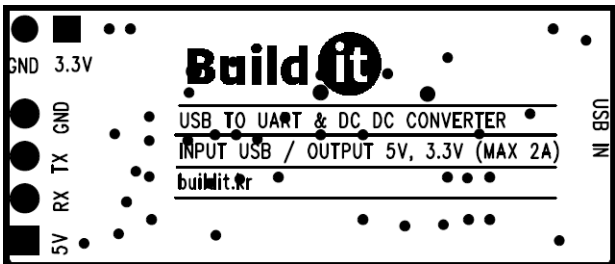 GND 3.3V
Build it
USB TO UART & DC DC CONVERTER
INPUT USB / OUTPUT 5V, 3.3V (MAX 2A)
buildit.kr
GND
TX
RX
5V
USB IN